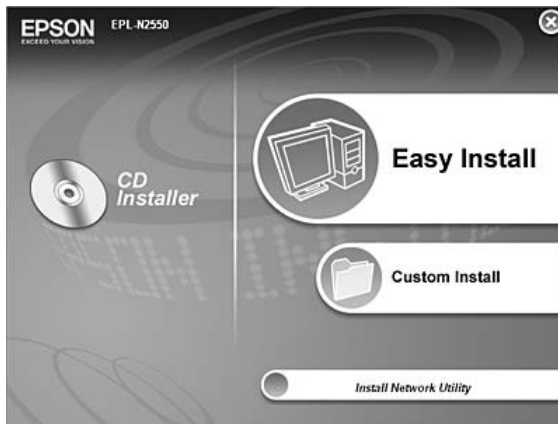 EPSON
EXCEED YOUR VISION
EPL-N2550
CD
Installer
Easy Install
Custom Install
Install Network Utility